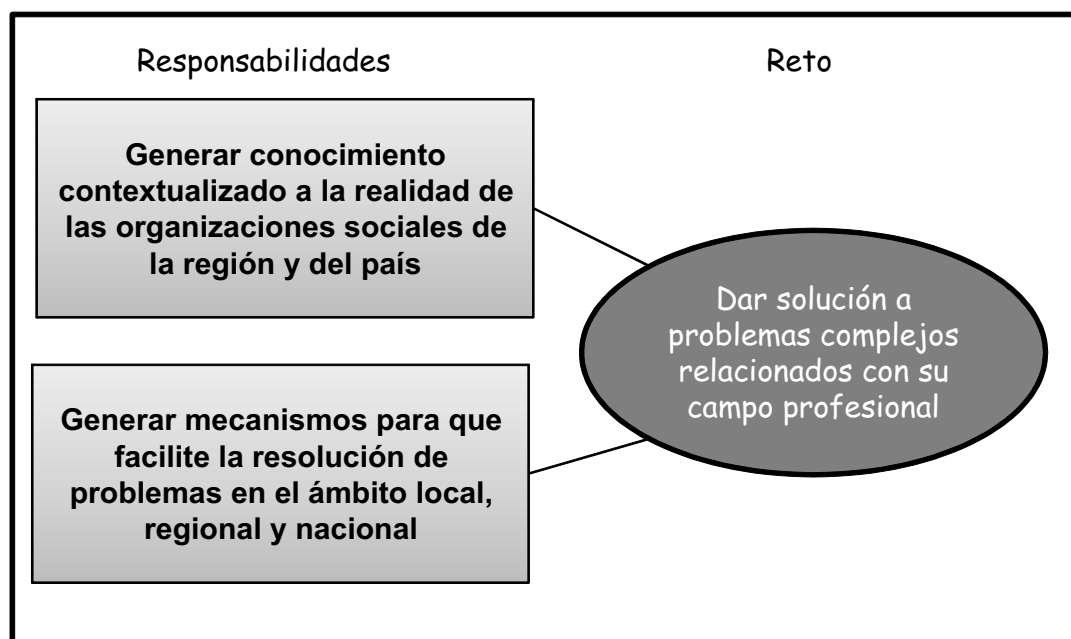 Responsabilidades
Reto
Generar conocimiento
contextualizado a la realidad de
las organizaciones sociales de
la región y del país
Dar solución a
problemas complejos
relacionados con su
campo profesional
Generar mecanismos para que
facilite la resolución de
problemas en el ámbito local,
regional y nacional